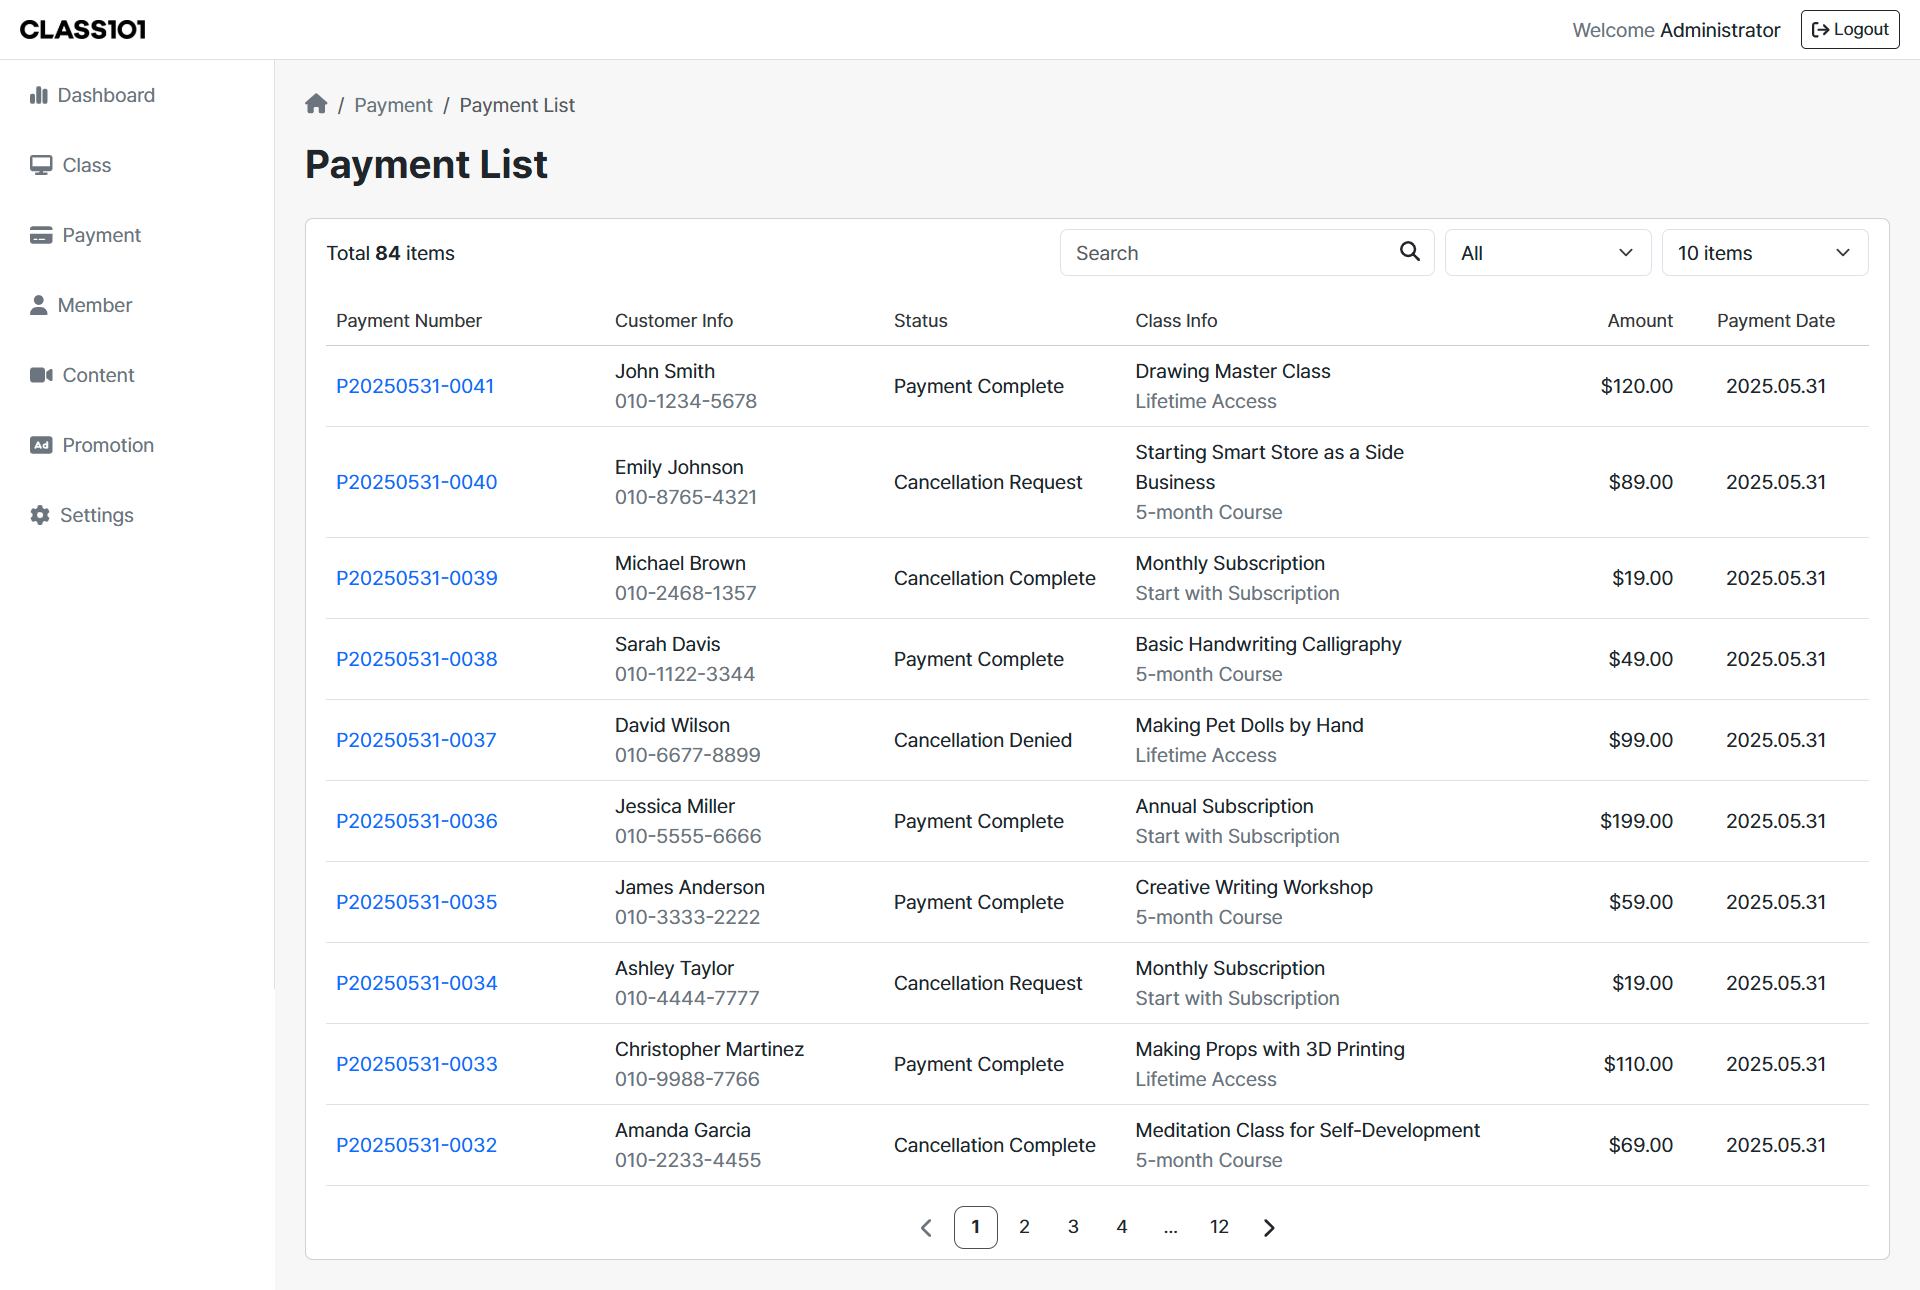 CLASS101
Welcome Administrator
Logout
Dashboard
Class
Payment
Member
Content
Ad Promotion
Settings
/ Payment / Payment List
Payment List
Total 84 items
Search
All
10 items
Payment Number Customer Info Status Class Info Amount Payment Date
P20250531-0041 John Smith Payment Complete Drawing Master Class $120.00 2025.05.31
010-1234-5678 Lifetime Access
P20250531-0040 Emily Johnson Cancellation Request Starting Smart Store as a Side $89.00 2025.05.31
010-8765-4321 Business
5-month Course
P20250531-0039 Michael Brown Cancellation Complete Monthly Subscription $19.00 2025.05.31
010-2468-1357 Start with Subscription
P20250531-0038 Sarah Davis Payment Complete Basic Handwriting Calligraphy $49.00 2025.05.31
010-1122-3344 5-month Course
P20250531-0037 David Wilson Cancellation Denied Making Pet Dolls by Hand $99.00 2025.05.31
010-6677-8899 Lifetime Access
P20250531-0036 Jessica Miller Payment Complete Annual Subscription $199.00 2025.05.31
010-5555-6666 Start with Subscription
P20250531-0035 James Anderson Payment Complete Creative Writing Workshop $59.00 2025.05.31
010-3333-2222 5-month Course
P20250531-0034 Ashley Taylor Cancellation Request Monthly Subscription $19.00 2025.05.31
010-4444-7777 Start with Subscription
P20250531-0033 Christopher Martinez Payment Complete Making Props with 3D Printing $110.00 2025.05.31
010-9988-7766 Lifetime Access
P20250531-0032 Amanda Garcia Cancellation Complete Meditation Class for Self-Development $69.00 2025.05.31
010-2233-4455 5-month Course
1 2 3 4 ... 12